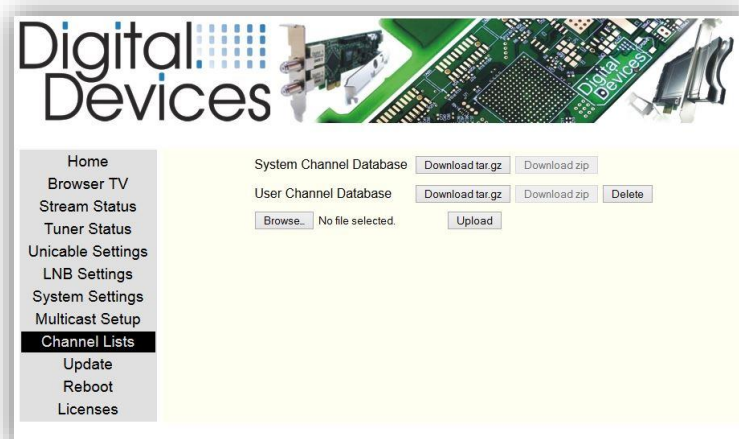 Digital
Devices
Digital
Devices
Home
Browser TV
Stream Status
Tuner Status
Unicable Settings
LNB Settings
System Settings
Multicast Setup
Channel Lists
Update
Reboot
Licenses
System Channel Database Download tar.gz Download zip
User Channel Database Download tar.gz Download zip Delete
Browse.. No file selected. Upload